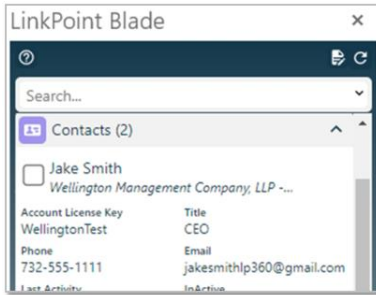 LinkPoint Blade
Search...
Contacts (2)
Jake Smith
Wellington Management Company, LLP -...
Account License Key Title
WellingtonTest CEO
Phone Email
732-555-1111 jakesmithlp360@gmail.com
Last Activity InActive